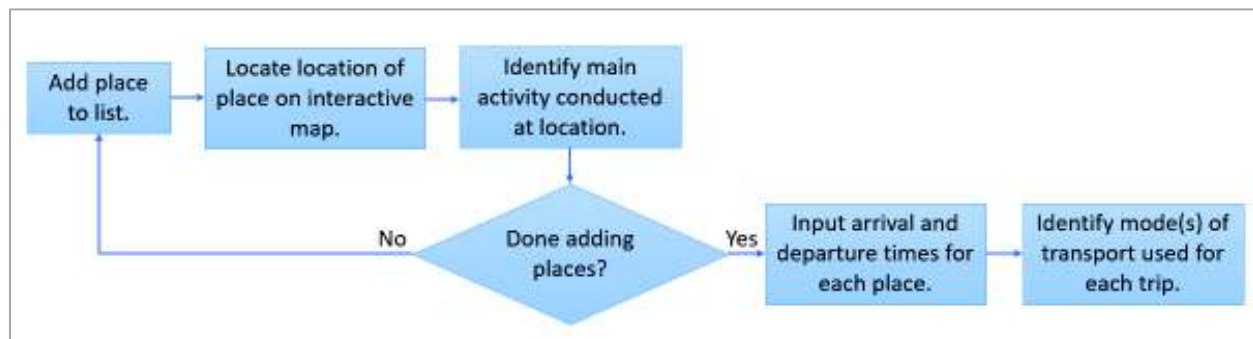 Add place
to list.
Locate location of
place on interactive
map.
Identify main
activity conducted
at location.
Done adding
places?
No
Yes
Input arrival and
departure times for
each place.
Identify mode(s) of
transport used for
each trip.